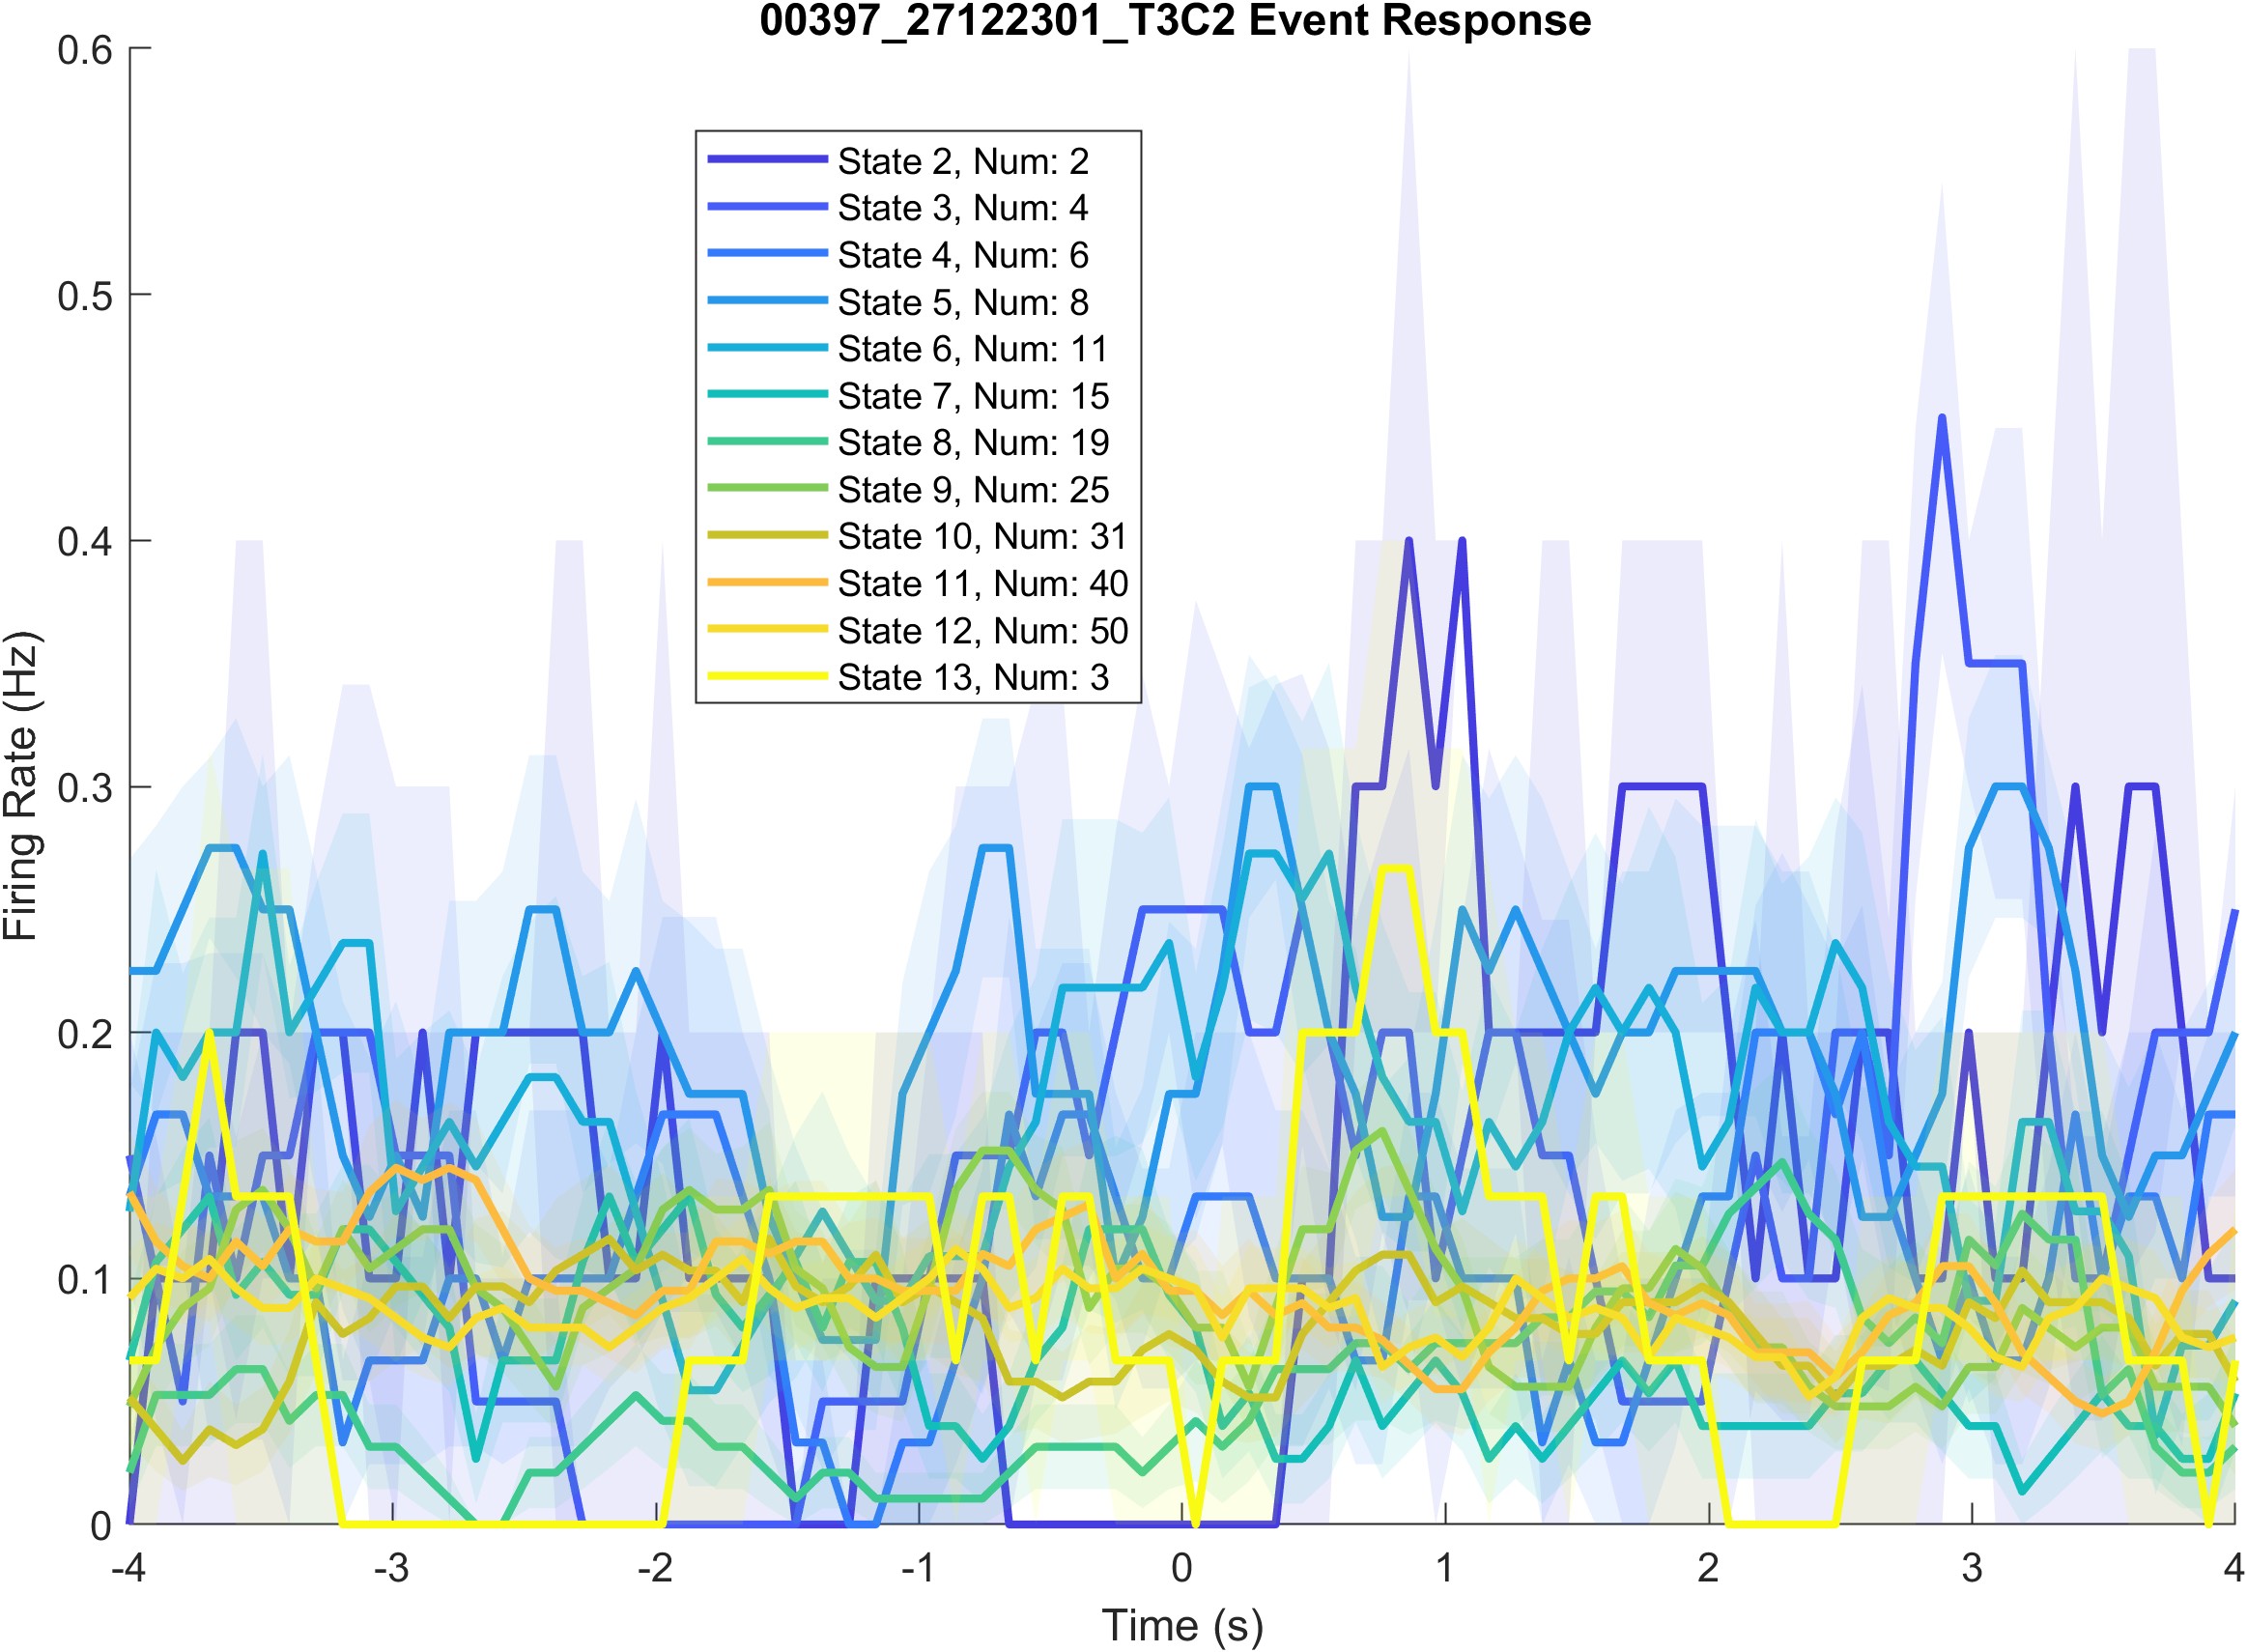 00397_27122301_T3C2 Event Response
0.6
0.5
0.4
0.3
0.2
0.1
0
Firing Rate (Hz)
State 2, Num: 2
State 3, Num: 4
State 4, Num: 6
State 5, Num: 8
State 6, Num: 11
State 7, Num: 15
State 8, Num: 19
State 9, Num: 25
State 10, Num: 31
State 11, Num: 40
State 12, Num: 50
State 13, Num: 3
-4 -3 -2 -1 0 1 2 3 4
Time (s)